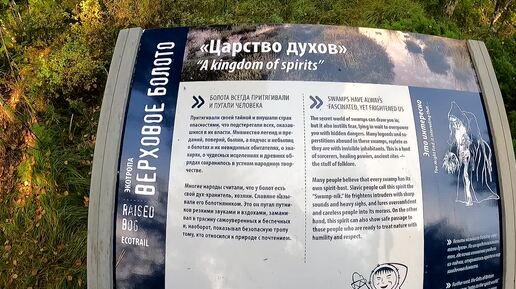 «Царство духов»
"A kingdom of spirits"
ЭКОТРОПА
ВЕРХОВОЕ БОЛОТО
RAISED
BOG
ECOTRAIL
БОЛОТА ВСЕГДА ПРИТЯГИВАЛИ
И ПУГАЛИ ЧЕЛОВЕКА
Притягивали своей тайной и внушали страх
опасностями, что подстерегали всех, оказав-
шихся в их власти. Множество легенд и пре-
даний, поверий, былин, а подчас и небылиц
о болотах и их невидимых обитателях, о зна-
харях, о чудесных исцелениях и древних об-
рядах сохранилось в устном народном твор-
честве.
Многие народы считали, что у болот есть
свой дух-хранитель, хозяин. Славяне назы-
вали его болотником. Это он пугал путни-
ков резкими звуками и вздохами, заманивал
в трясину самоуверенных и беспечных
и, наоборот, показывал безопасную тропу
тому, кто относился к природе с почтением.
SWAMPS HAVE ALWAYS
FASCINATED, YET FRIGHTENED US
The secret world of swamps can draw you in;
but it also instils fear, lying in wait to overpower
you with hidden dangers. Many legends and su-
perstitions abound in these swamps, replete as
they are with invisible inhabitants. This is a land
of sorcerers, healing powers, ancient rites –
the stuff of folklore.
Many people believe that every swamp has its
own spirit-host. Slavic people call this spirit the
"Swamp-nik." He frightens intruders with sharp
sounds and heavy sighs, and lures overconfident
and careless people into its morass. On the other
hand, this spirit can also show safe passage to
those people who are ready to treat nature with
humility and respect.
Это интересно